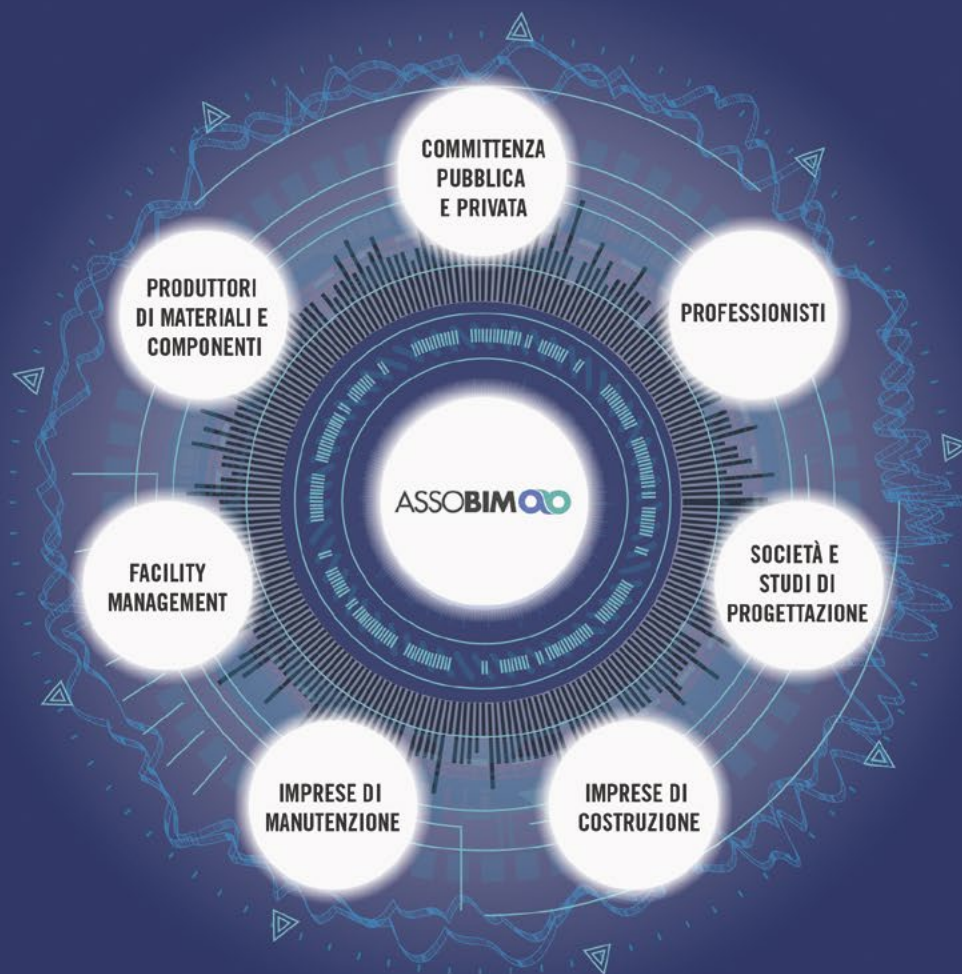 COMMITTENZA
PUBBLICA
E PRIVATA
PROFESSIONISTI
SOCIETÀ E
STUDI DI
PROGETTAZIONE
IMPRESE DI
COSTRUZIONE
IMPRESE DI
MANUTENZIONE
FACILITY
MANAGEMENT
PRODUTTORI
DI MATERIALI E
COMPONENTI
ASSOBIM